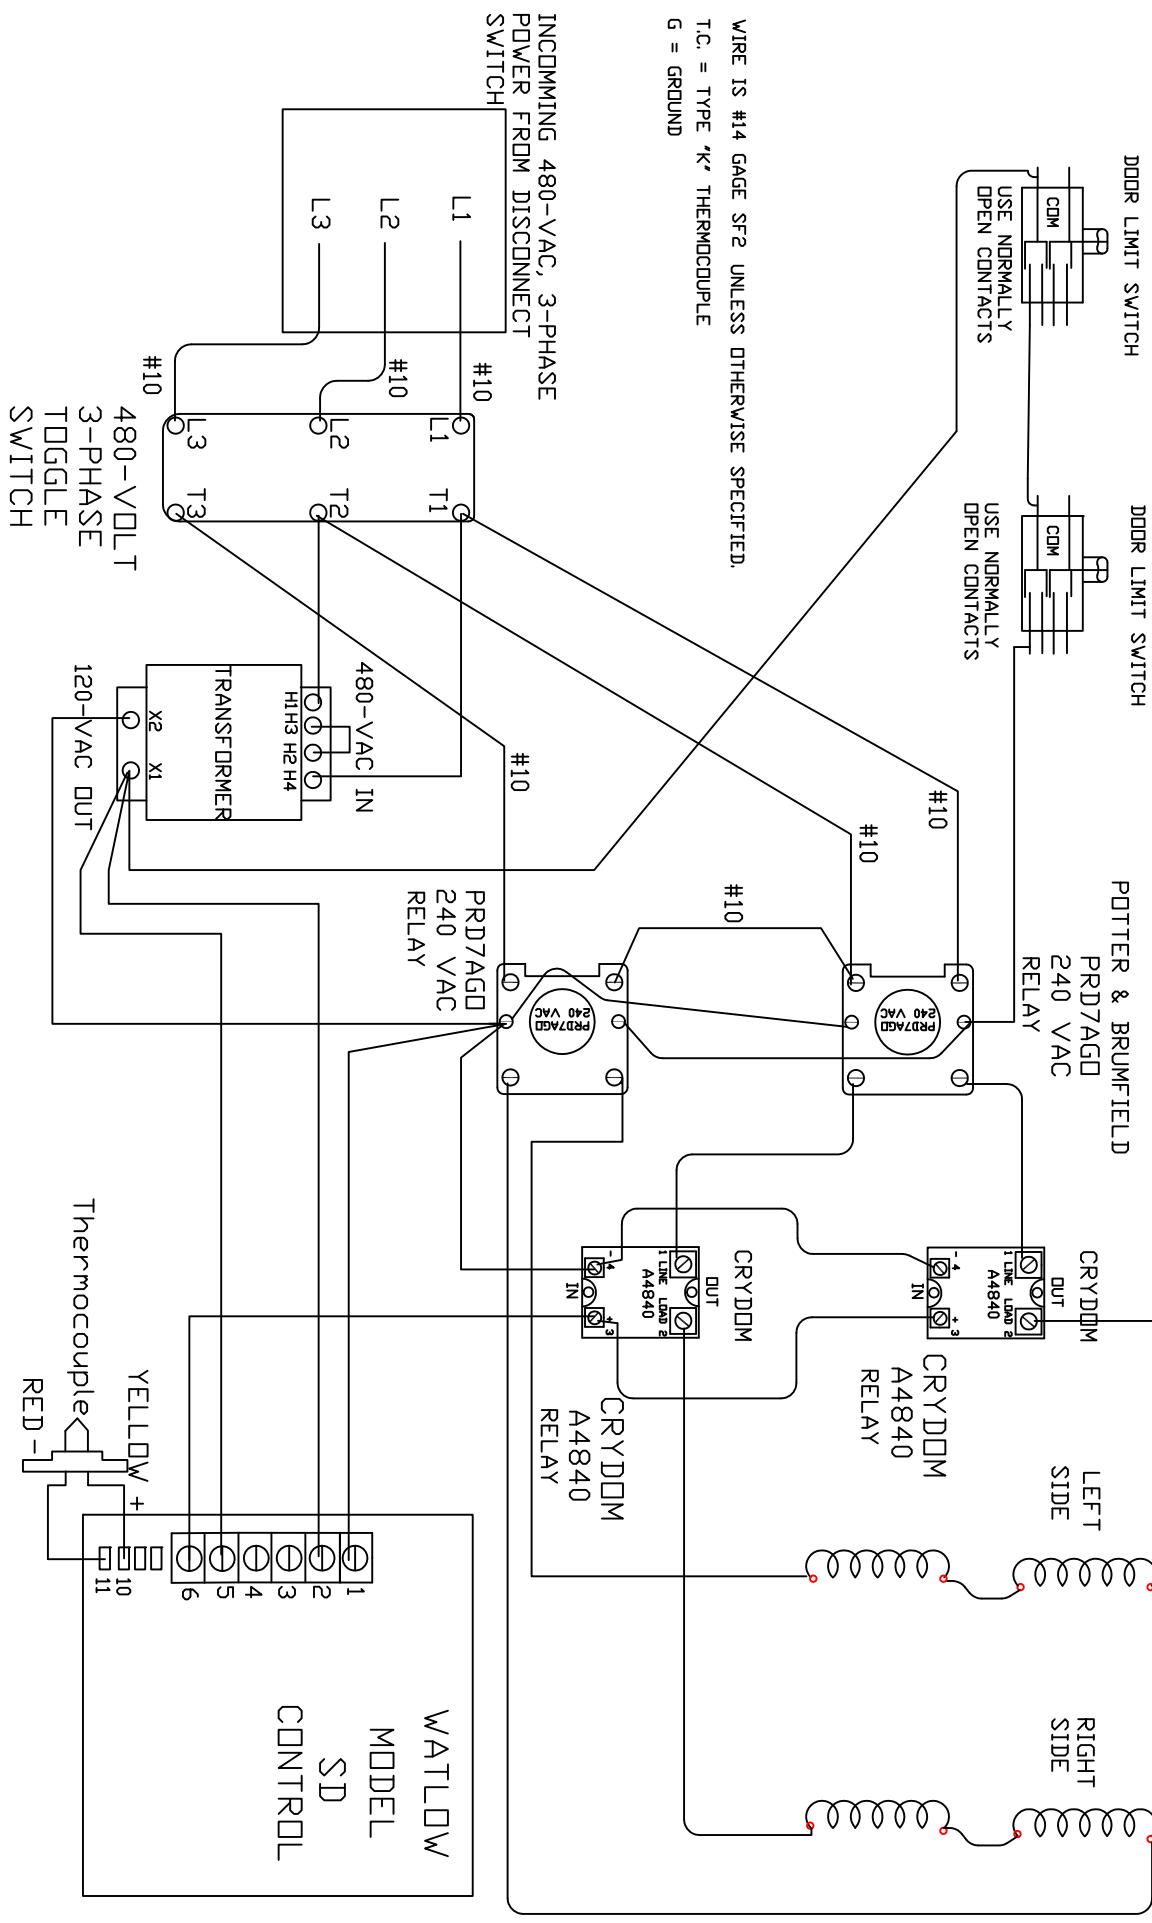 DOOR LIMIT SWITCH
COM
USE NORMALLY
OPEN CONTACTS
DOOR LIMIT SWITCH
COM
USE NORMALLY
OPEN CONTACTS
WIRE IS #14 GAGE SF2 UNLESS OTHERWISE SPECIFIED.
T.C. = TYPE "K" THERMOCOUPLE
G = GROUND
INCOMMING 480-VAC, 3-PHASE
POWER FROM DISCONNECT
SWITCH
L1
L2
L3
#10
#10
#10
L1
L2
L3
T1
T2
T3
480-VOLT
3-PHASE
TOGGLE
SWITCH
480-VAC IN
H1
H3
H2
H4
TRANSFORMER
X2
X1
120-VAC OUT
#10
#10
#10
#10
POTTER & BRUMFIELD
PRD7AGO
240 VAC
RELAY
PRD7AGO
240 VAC
PRD7AGO
240 VAC
RELAY
PRD7AGO
240 VAC
CRYDOM
OUT
1 LINE LOAD 2
A4840
- 4
+ 3
IN
CRYDOM
A4840
RELAY
CRYDOM
OUT
1 LINE LOAD 2
A4840
- 4
+ 3
IN
CRYDOM
A4840
RELAY
LEFT
SIDE
RIGHT
SIDE
Thermocouple
YELLOW +
RED -
1
2
3
4
5
6
10
11
WATLOW
MODEL
SD
CONTROL